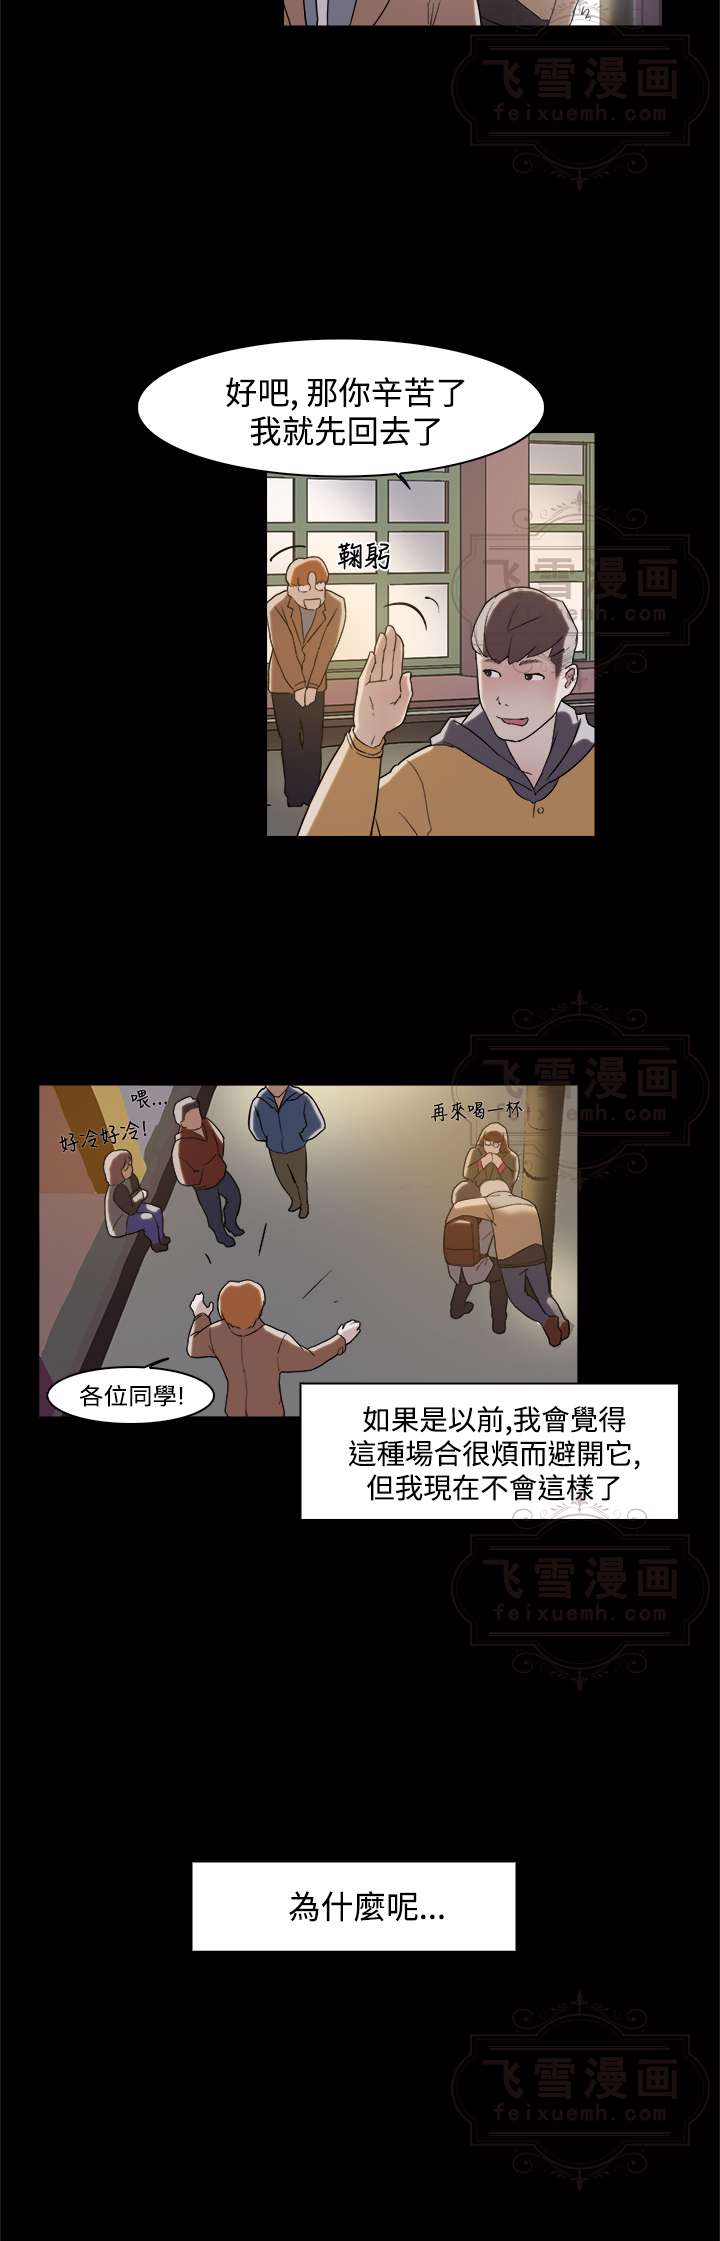 飞雪漫画
feixuemh.com
好吧, 那你辛苦了
我就先回去了
鞠躬
飞雪漫画
feixuemh.com
喂...
好冷好冷!
再來喝一杯
飞雪漫画
feixuemh.com
各位同學!
如果是以前,我會覺得
這種場合很煩而避開它,
但我現在不會這樣了
飞雪漫画
feixuemh.com
為什麼呢...
飞雪漫画
feixuemh.com